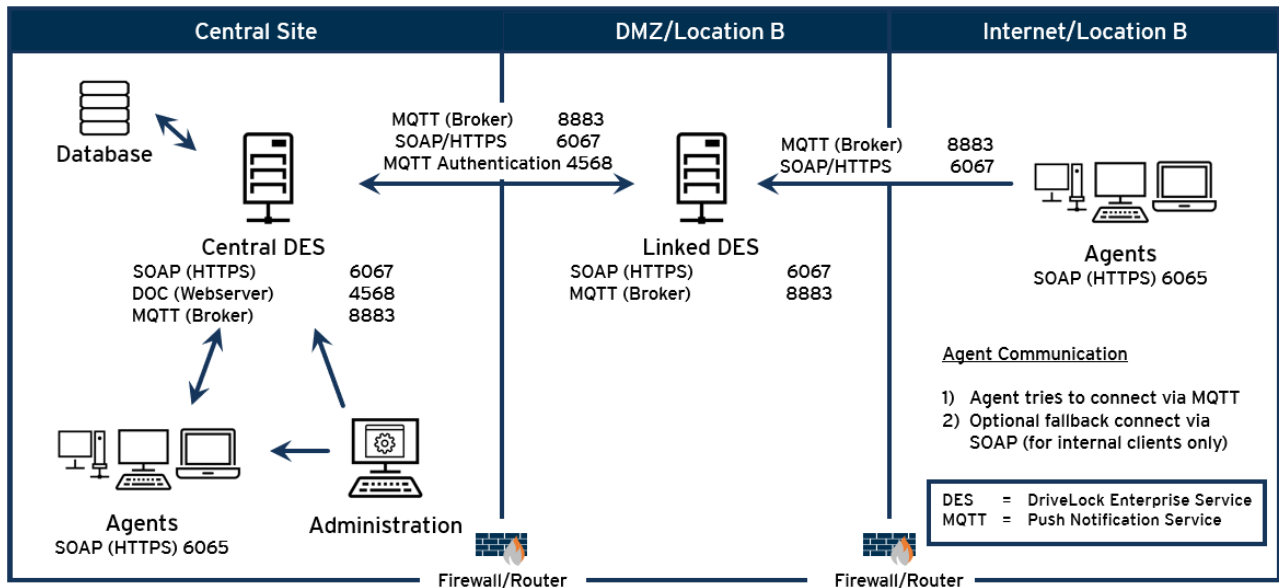 Central Site
DMZ/Location B
Internet/Location B
Database
MQTT (Broker) 8883
SOAP/HTTPS 6067
MQTT Authentication 4568
MQTT (Broker) 8883
SOAP/HTTPS 6067
Central DES
SOAP (HTTPS) 6067
DOC (Webserver) 4568
MQTT (Broker) 8883
Linked DES
SOAP (HTTPS) 6067
MQTT (Broker) 8883
Agents
SOAP (HTTPS) 6065
Agent Communication
1) Agent tries to connect via MQTT
2) Optional fallback connect via
SOAP (for internal clients only)
DES = DriveLock Enterprise Service
MQTT = Push Notification Service
Agents
SOAP (HTTPS) 6065
Administration
Firewall/Router
Firewall/Router